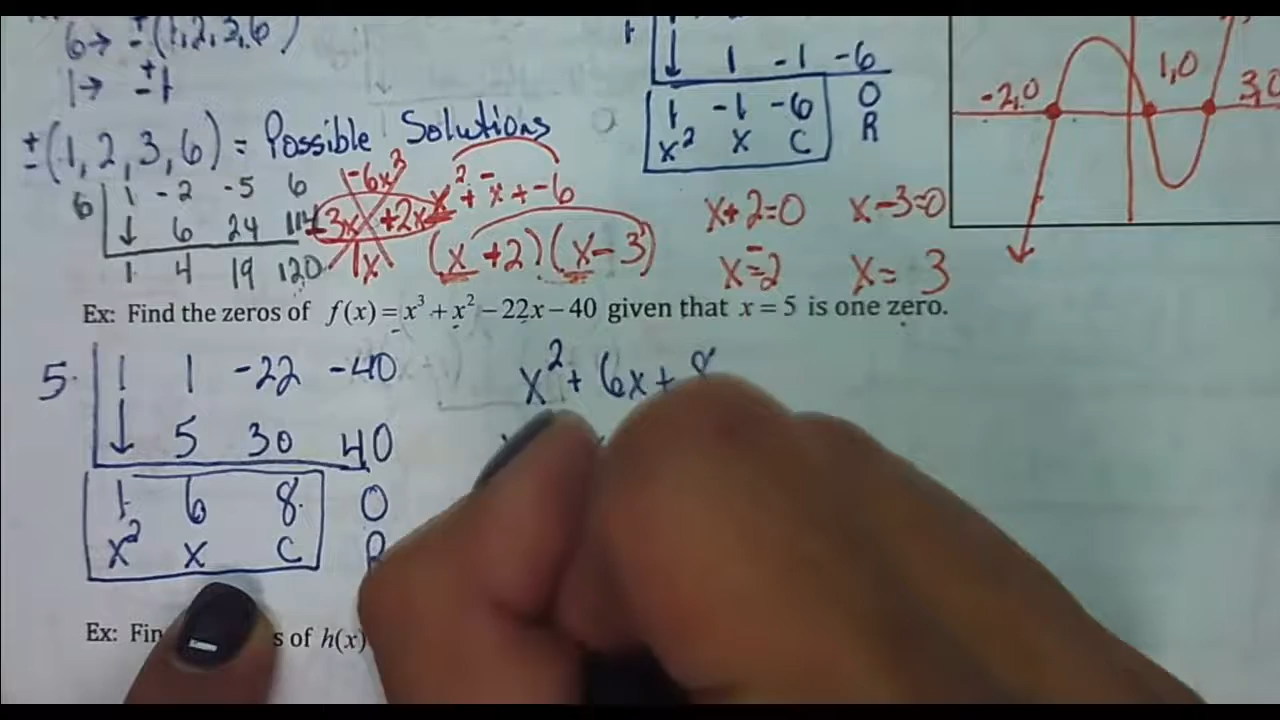 6→ ±(1,2,3,6)
1→ ±1
±(1, 2, 3, 6) = Possible Solutions
6 1 -2 -5 6
↓ 6 24 114
1 4 19 120
1 -1 -6
1 -1 -6 0
x² x C R
-2,0 1,0 3,0
-6x³
3x +2x
1x
x² + -x + -6
(x +2)(x - 3)
x+2=0 x-3=0
x=-2 x= 3
Ex: Find the zeros of f(x) = x³ + x² − 22x − 40 given that x = 5 is one zero.
5 1 1 -22 -40
↓ 5 30 40
1 6 8 0
x² x C R
x² + 6x + 8
Ex: Fin s of h(x)